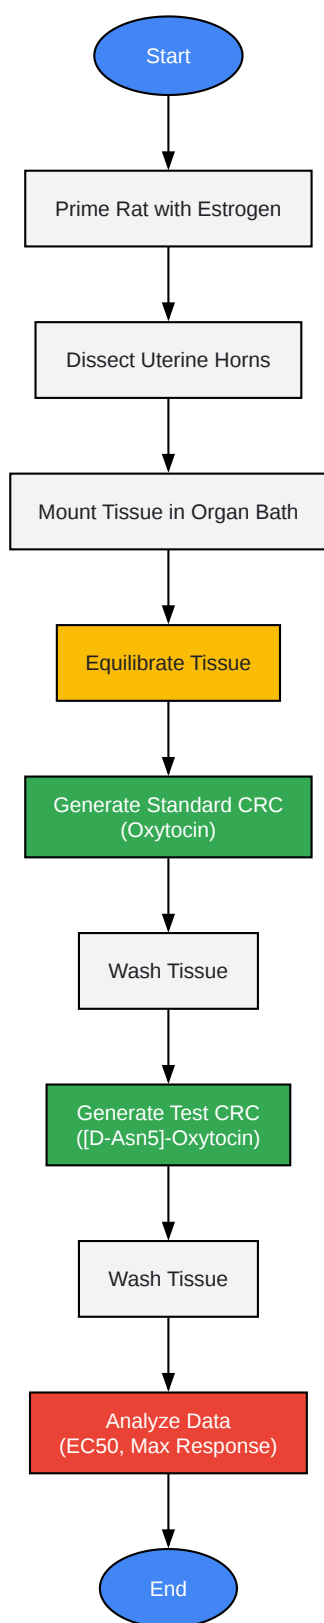 Start
Prime Rat with Estrogen
Dissect Uterine Horns
Mount Tissue in Organ Bath
Equilibrate Tissue
Generate Standard CRC
(Oxytocin)
Wash Tissue
Generate Test CRC
([D-Asn5]-Oxytocin)
Wash Tissue
Analyze Data
(EC50, Max Response)
End